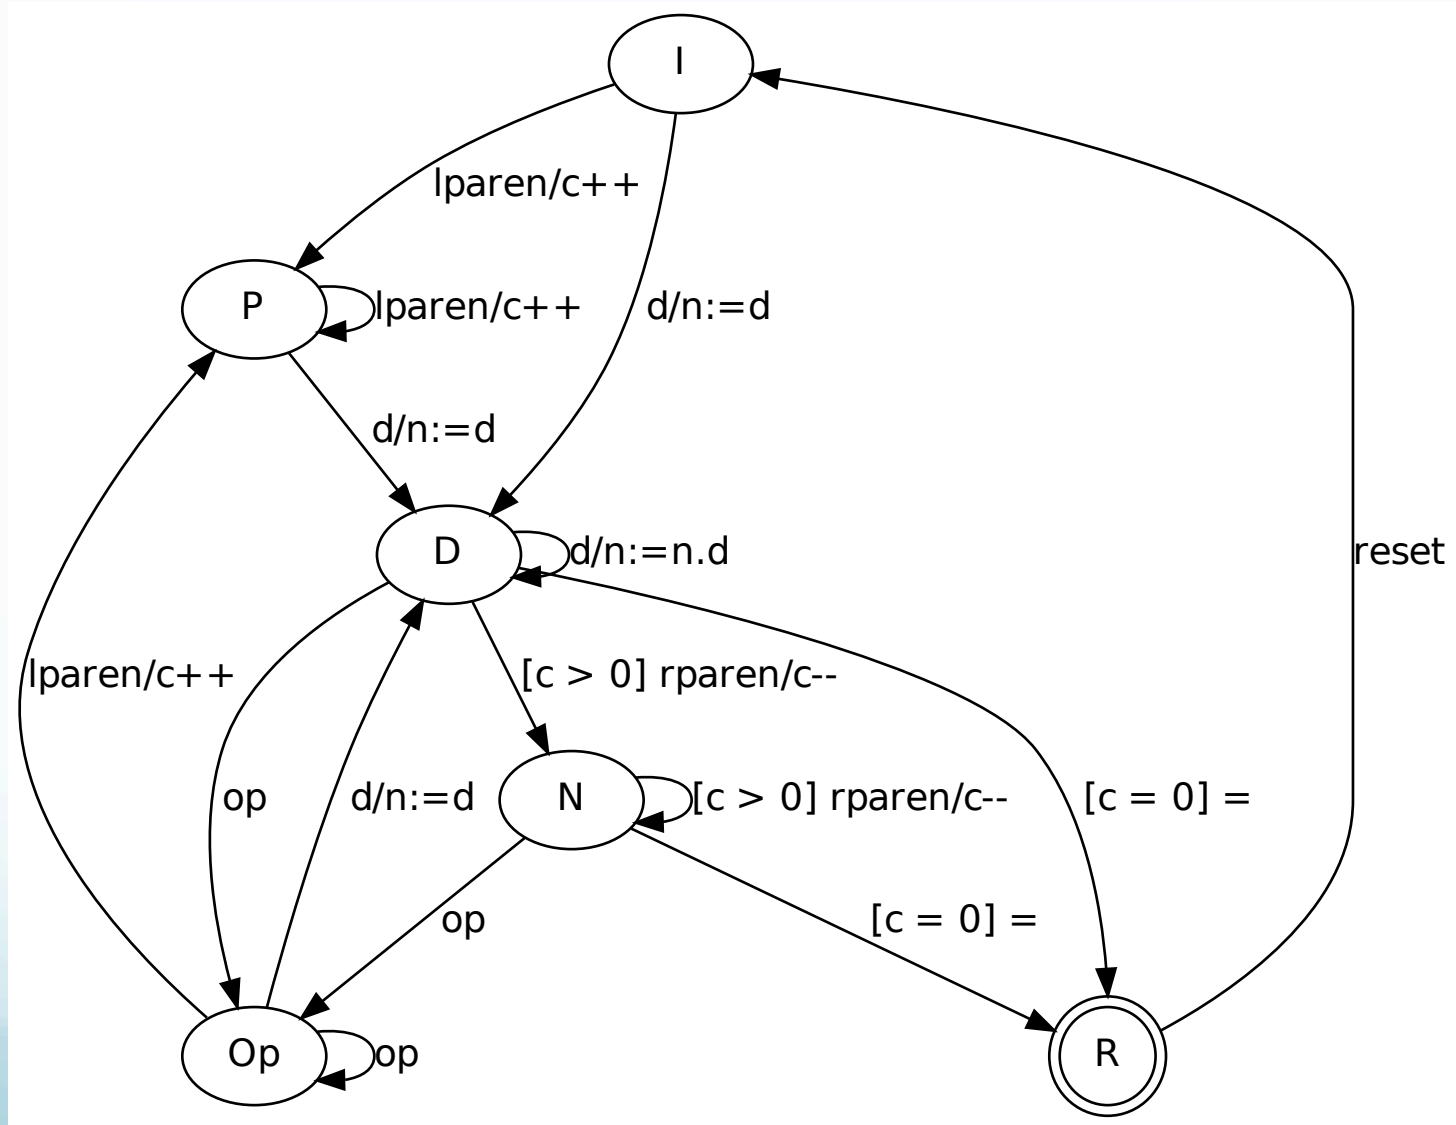 I
lparen/c++
P
lparen/c++
d/n:=d
d/n:=d
D
d/n:=n.d
reset
lparen/c++
[c > 0] rparen/c--
op
d/n:=d
N
[c > 0] rparen/c--
[c = 0] =
op
[c = 0] =
Op
op
R